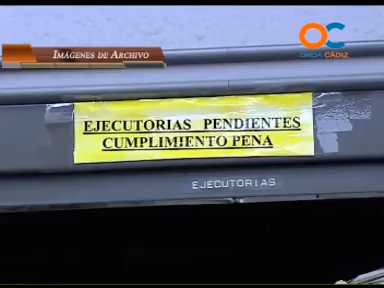 OC
ONDA CÁDIZ
IMÁGENES DE ARCHIVO
EJECUTORIAS PENDIENTES
CUMPLIMIENTO PENA
EJECUTORIAS